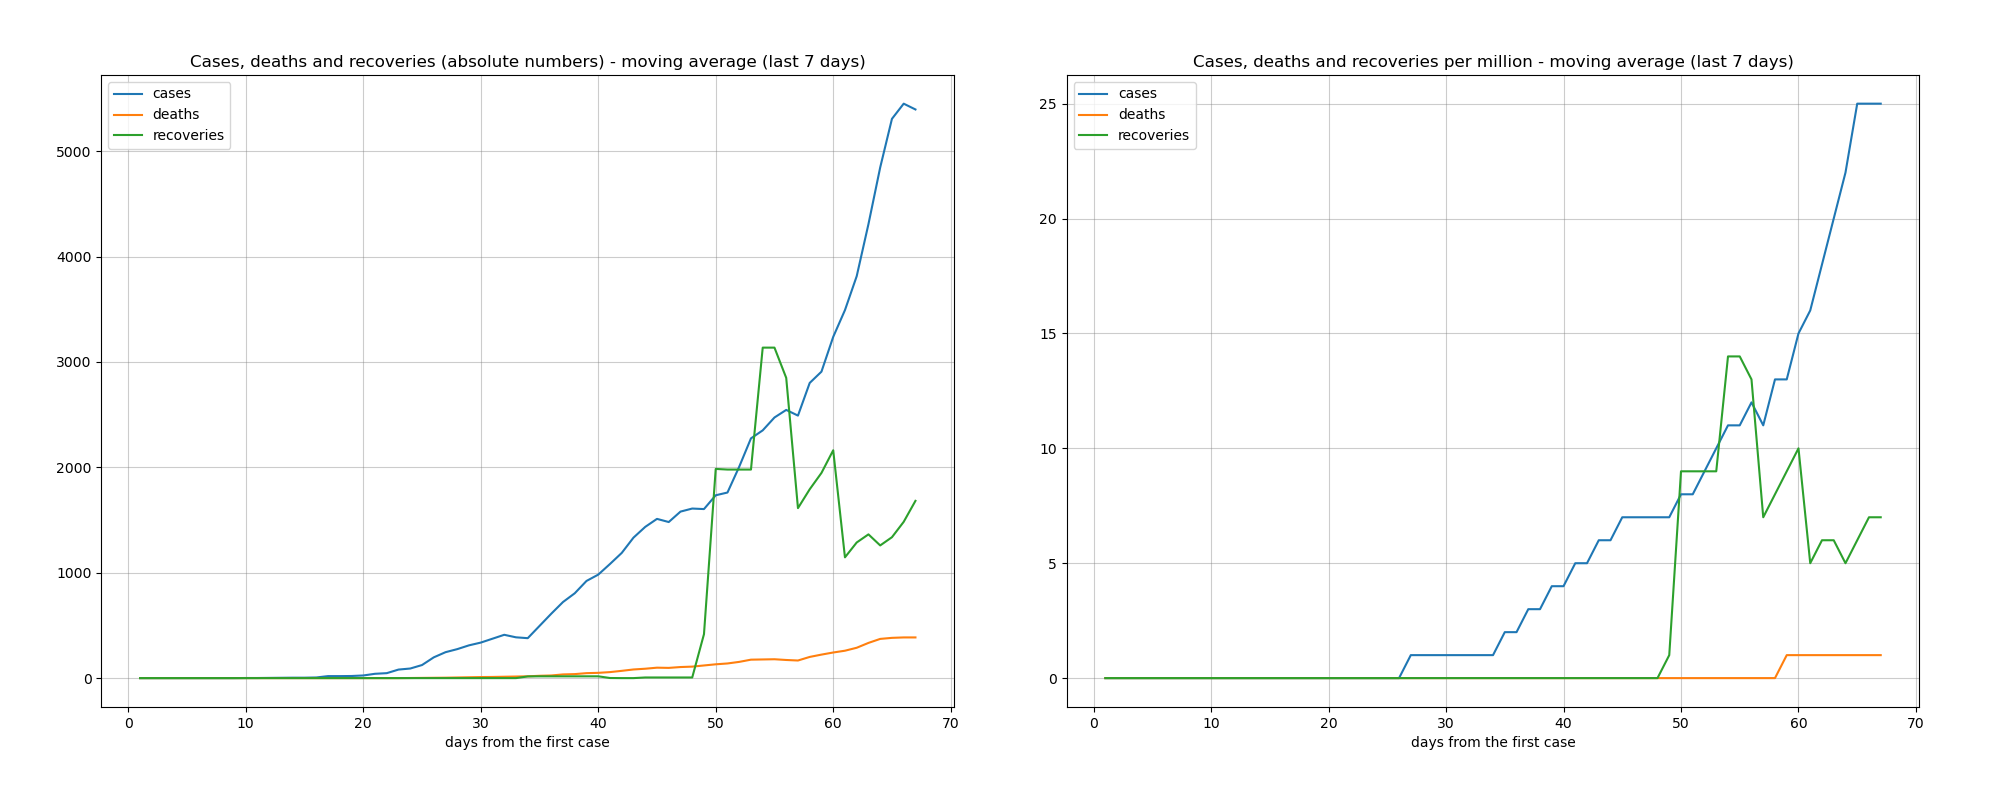 Cases, deaths and recoveries (absolute numbers) - moving average (last 7 days)
cases
deaths
recoveries
5000
4000
3000
2000
1000
0
0 10 20 30 40 50 60 70
days from the first case
Cases, deaths and recoveries per million - moving average (last 7 days)
cases
deaths
recoveries
25
20
15
10
5
0
0 10 20 30 40 50 60 70
days from the first case